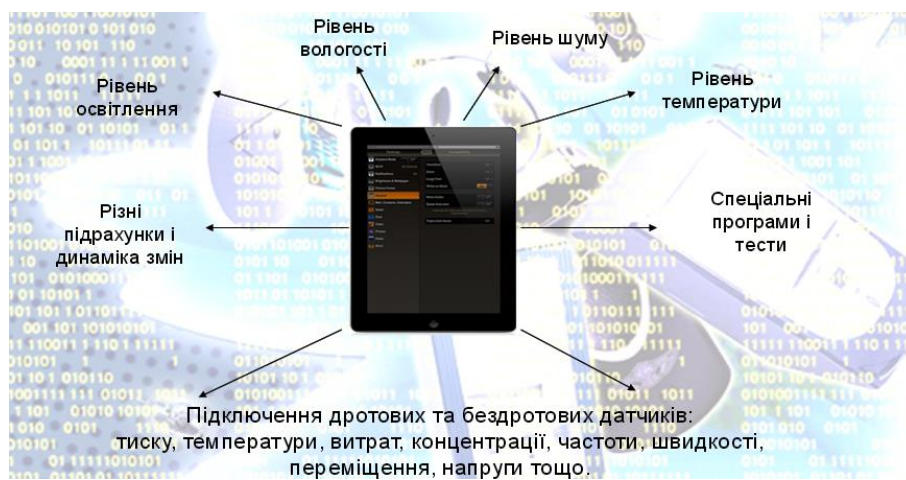 Рівень
вологості
Рівень шуму
Рівень
освітлення
Рівень
температури
Різні
підрахунки і
динаміка змін
Спеціальні
програми і
тести
Підключення дротових та бездротових датчиків:
тиску, температури, витрат, концентрації, частоти, швидкості,
переміщення, напруги тощо.